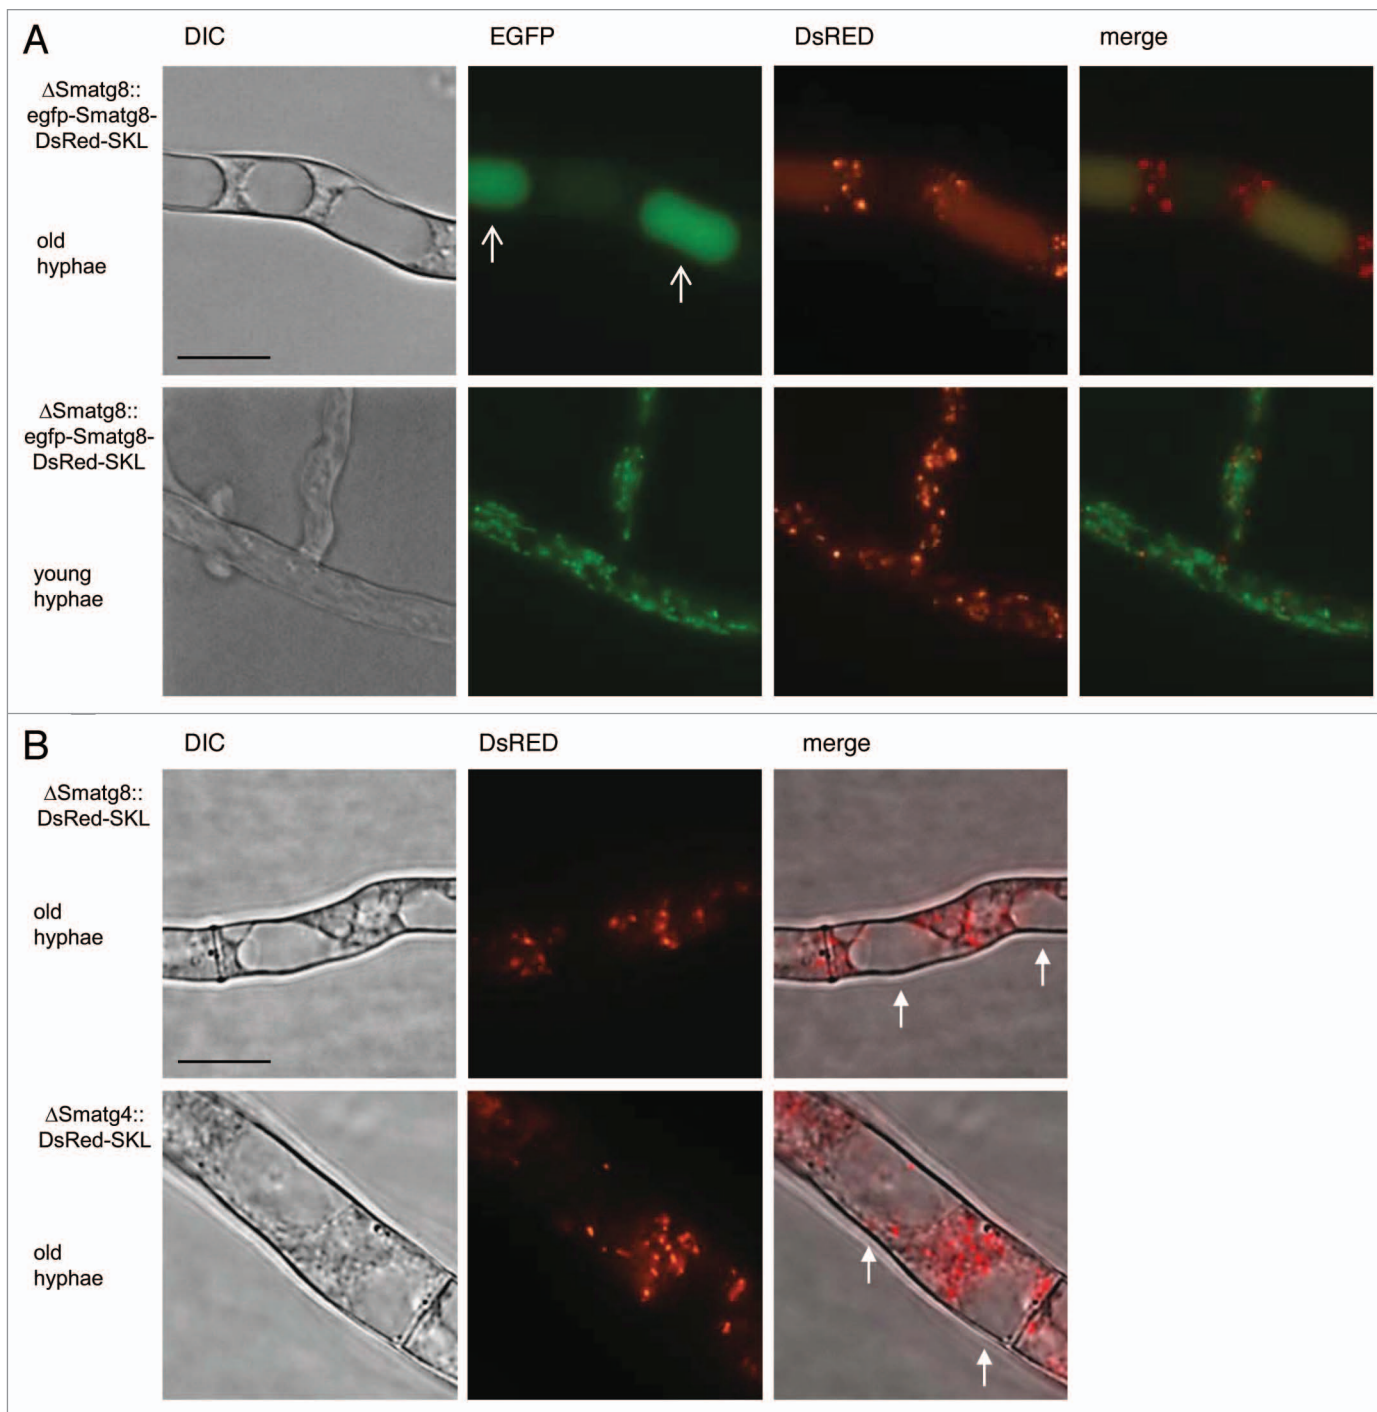 A
DIC
EGFP
DsRED
merge
ΔSmatg8::
egfp-Smatg8-
DsRed-SKL
old
hyphae
ΔSmatg8::
egfp-Smatg8-
DsRed-SKL
young
hyphae
B
DIC
DsRED
merge
ΔSmatg8::
DsRed-SKL
old
hyphae
ΔSmatg4::
DsRed-SKL
old
hyphae